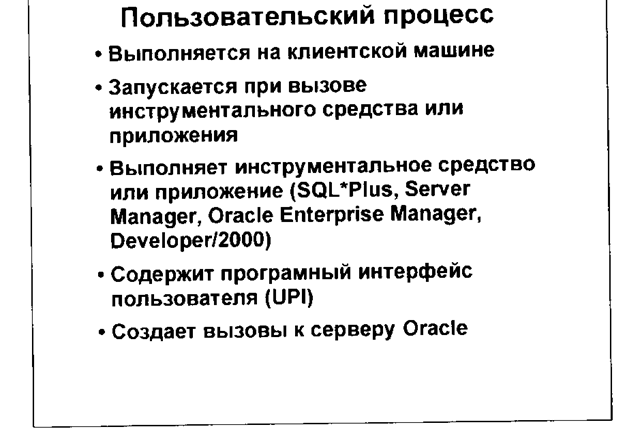 Пользовательский процесс
• Выполняется на клиентской машине
• Запускается при вызове
инструментального средства или
приложения
• Выполняет инструментальное средство
или приложение (SQL*Plus, Server
Manager, Oracle Enterprise Manager,
Developer/2000)
• Содержит програмный интерфейс
пользователя (UPI)
• Создает вызовы к серверу Oracle